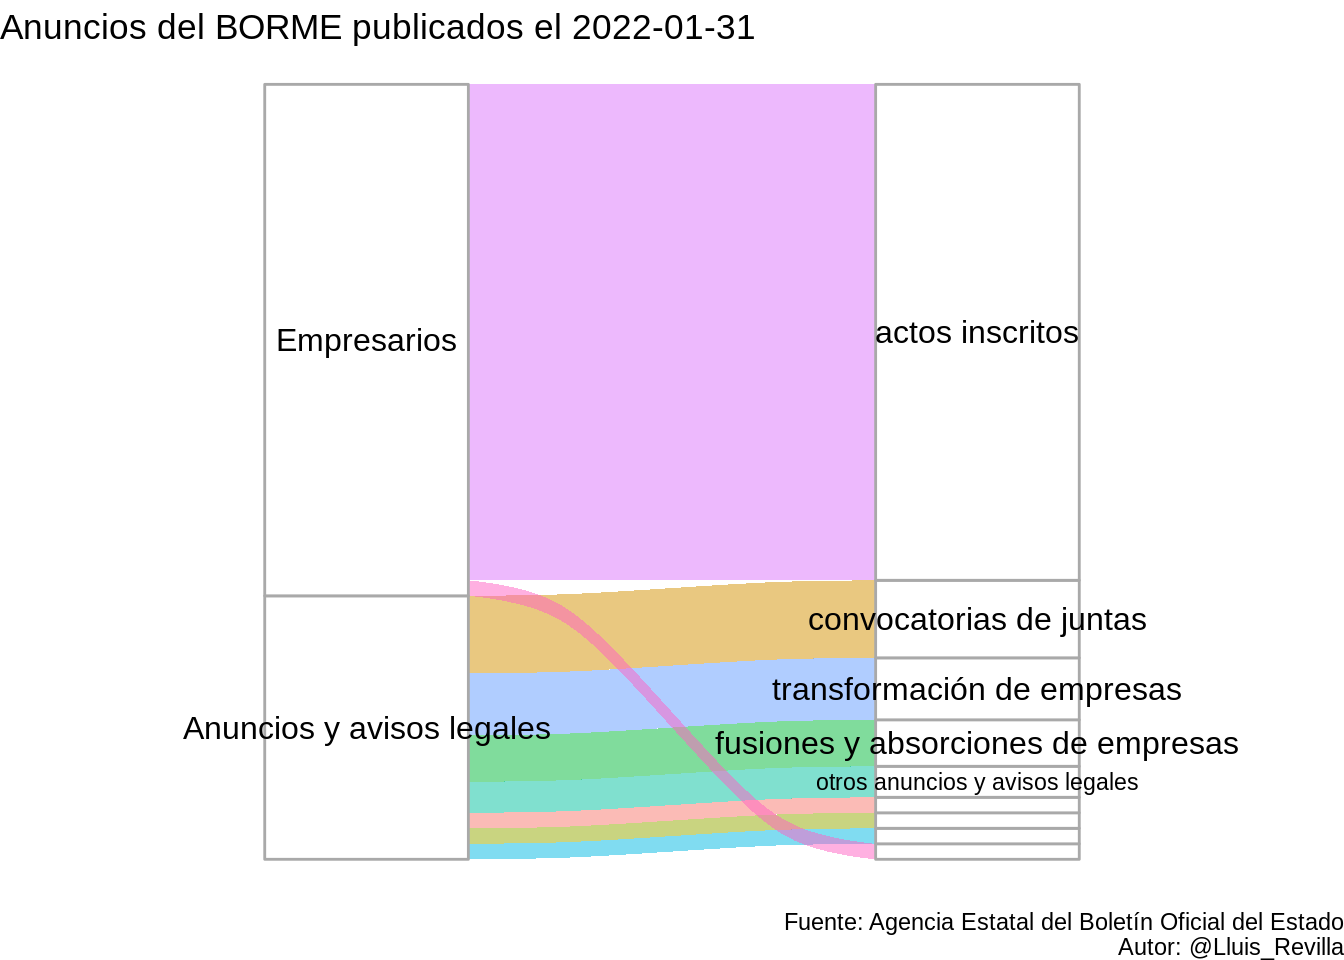 Anuncios del BORME publicados el 2022-01-31
Empresarios
actos inscritos
convocatorias de juntas
transformación de empresas
Anuncios y avisos legales
fusiones y absorciones de empresas
otros anuncios y avisos legales
Fuente: Agencia Estatal del Boletín Oficial del Estado
Autor: @Lluis_Revilla